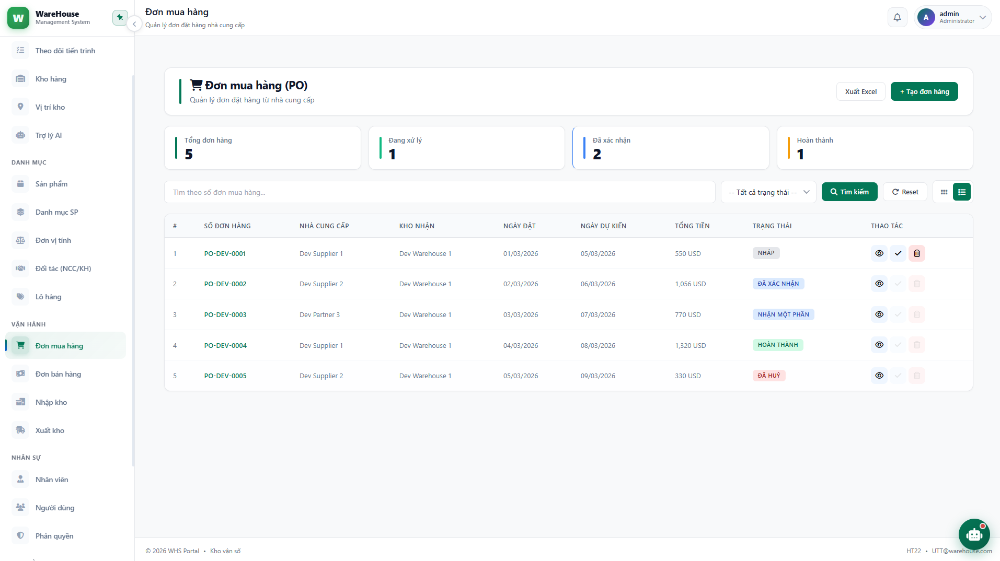 W
WareHouse
Management System
Theo dõi tiến trình
Kho hàng
Vị trí kho
Trợ lý AI
DANH MỤC
Sản phẩm
Danh mục SP
Đơn vị tính
Đối tác (NCC/KH)
Lô hàng
VẬN HÀNH
Đơn mua hàng
Đơn bán hàng
Nhập kho
Xuất kho
NHÂN SỰ
Nhân viên
Người dùng
Phân quyền
Đơn mua hàng
Quản lý đơn đặt hàng nhà cung cấp
A
admin
Administrator
Đơn mua hàng (PO)
Quản lý đơn đặt hàng từ nhà cung cấp
Xuất Excel
+ Tạo đơn hàng
Tổng đơn hàng
5
Đang xử lý
1
Đã xác nhận
2
Hoàn thành
1
Tìm theo số đơn mua hàng...
-- Tất cả trạng thái --
Tìm kiếm
Reset
# SỐ ĐƠN HÀNG NHÀ CUNG CẤP KHO NHẬN NGÀY ĐẶT NGÀY DỰ KIẾN TỔNG TIỀN TRẠNG THÁI THAO TÁC
1 PO-DEV-0001 Dev Supplier 1 Dev Warehouse 1 01/03/2026 05/03/2026 550 USD NHÁP
2 PO-DEV-0002 Dev Supplier 2 Dev Warehouse 1 02/03/2026 06/03/2026 1,056 USD ĐÃ XÁC NHẬN
3 PO-DEV-0003 Dev Partner 3 Dev Warehouse 1 03/03/2026 07/03/2026 770 USD NHẬN MỘT PHẦN
4 PO-DEV-0004 Dev Supplier 1 Dev Warehouse 1 04/03/2026 08/03/2026 1,320 USD HOÀN THÀNH
5 PO-DEV-0005 Dev Supplier 2 Dev Warehouse 1 05/03/2026 09/03/2026 330 USD ĐÃ HUỶ
© 2026 WHS Portal • Kho vận số
HT22 • UTT@warehouse.com